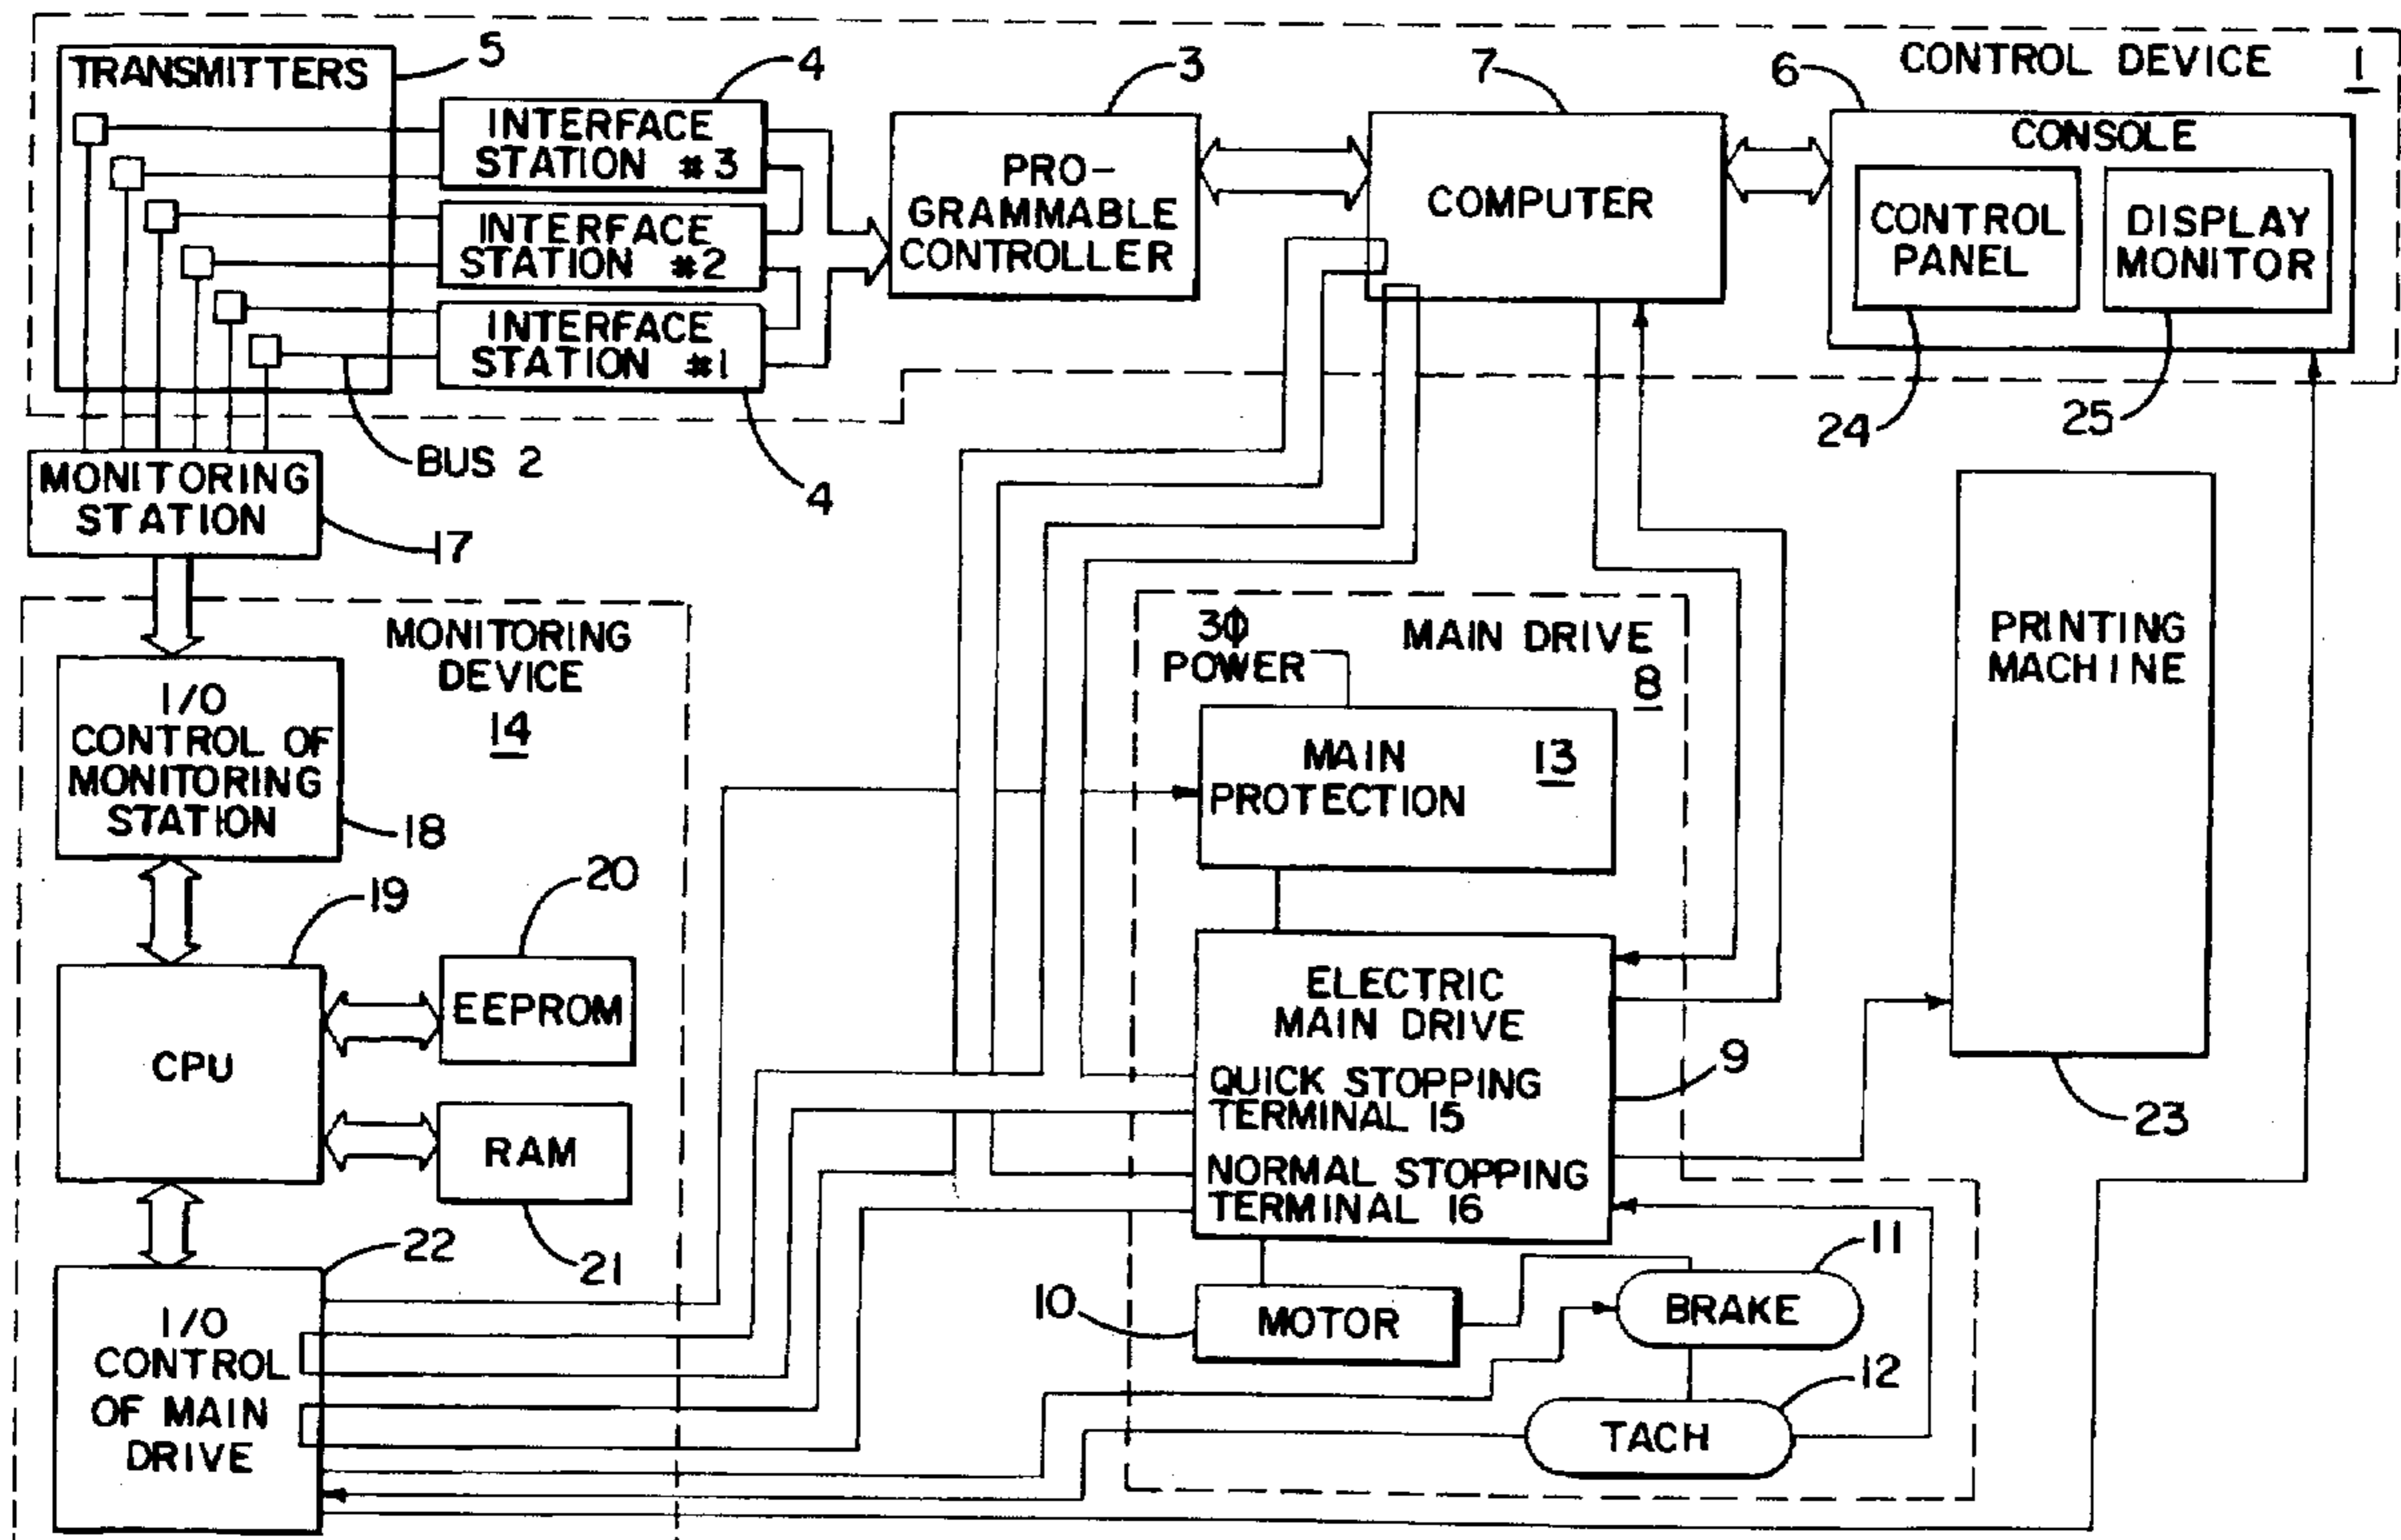 CONTROL DEVICE 1
TRANSMITTERS
5
4
3
7
6
INTERFACE
STATION #3
INTERFACE
STATION #2
INTERFACE
STATION #1
PRO-
GRAMMABLE
CONTROLLER
COMPUTER
CONSOLE
CONTROL
PANEL
DISPLAY
MONITOR
24
25
BUS 2
4
MONITORING
STATION
17
MONITORING
DEVICE
14
I/O
CONTROL OF
MONITORING
STATION
18
19
20
CPU
EEPROM
RAM
21
22
I/O
CONTROL
OF MAIN
DRIVE
3Φ
POWER
MAIN DRIVE
8
MAIN
PROTECTION
13
ELECTRIC
MAIN DRIVE
QUICK STOPPING
TERMINAL 15
NORMAL STOPPING
TERMINAL 16
9
PRINTING
MACHINE
23
10
MOTOR
11
BRAKE
12
TACH